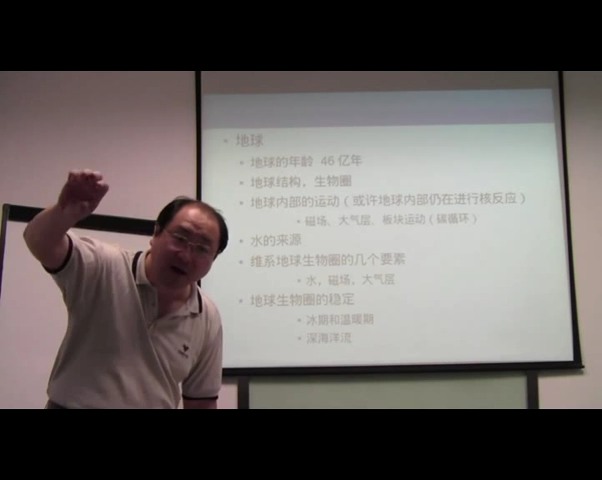 地球
地球的年龄 46亿年
地球结构，生物圈
地球内部的运动（或许地球内部仍在进行核反应）
磁场、大气层、板块运动（碳循环）
水的来源
维系地球生物圈的几个要素
水，磁场，大气层
地球生物圈的稳定
冰期和温暖期
深海洋流